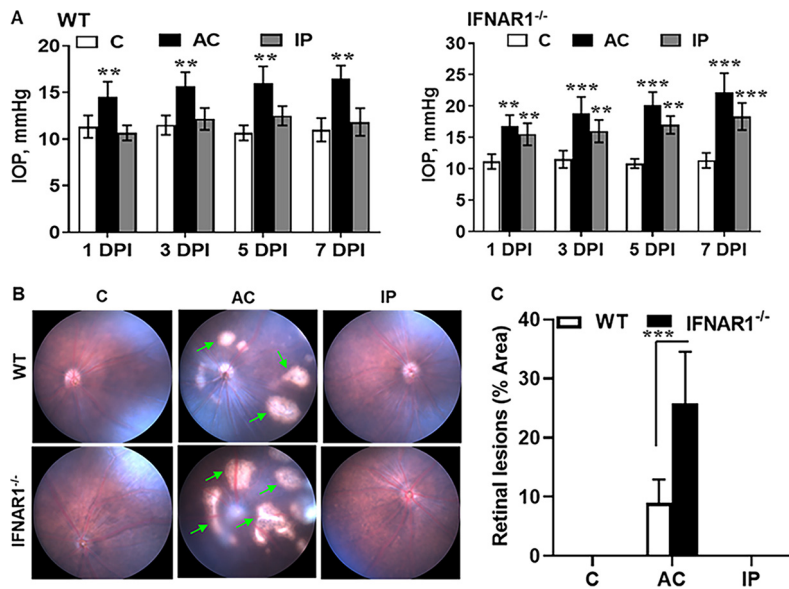 A
WT
C AC IP
IOP, mmHg
20
15
10
5
0
** ** ** **
1 DPI 3 DPI 5 DPI 7 DPI
IFNAR1-/-
C AC IP
IOP, mmHg
30
25
20
15
10
5
0
** ** *** ** *** ** *** ***
1 DPI 3 DPI 5 DPI 7 DPI
B
C AC IP
WT
IFNAR1-/-
C
WT IFNAR1-/-
Retinal lesions (% Area)
40
30
20
10
0
***
C AC IP